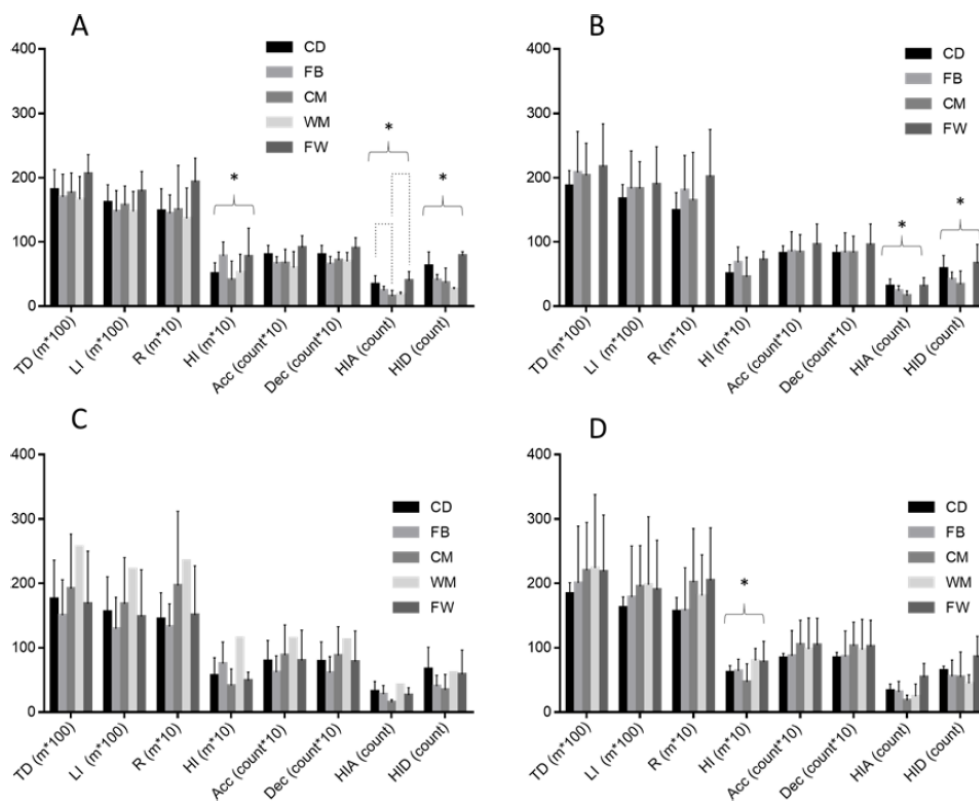 A
CD
FB
CM
WM
FW
*
*
*
400
300
200
100
0
TD (m*100)
LI (m*100)
R (m*10)
HI (m*10)
Acc (count*10)
Dec (count*10)
HIA (count)
HID (count)
B
CD
FB
CM
FW
*
*
400
300
200
100
0
TD (m*100)
LI (m*100)
R (m*10)
HI (m*10)
Acc (count*10)
Dec (count*10)
HIA (count)
HID (count)
C
CD
FB
CM
WM
FW
400
300
200
100
0
TD (m*100)
LI (m*100)
R (m*10)
HI (m*10)
Acc (count*10)
Dec (count*10)
HIA (count)
HID (count)
D
CD
FB
CM
WM
FW
*
400
300
200
100
0
TD (m*100)
LI (m*100)
R (m*10)
HI (m*10)
Acc (count*10)
Dec (count*10)
HIA (count)
HID (count)